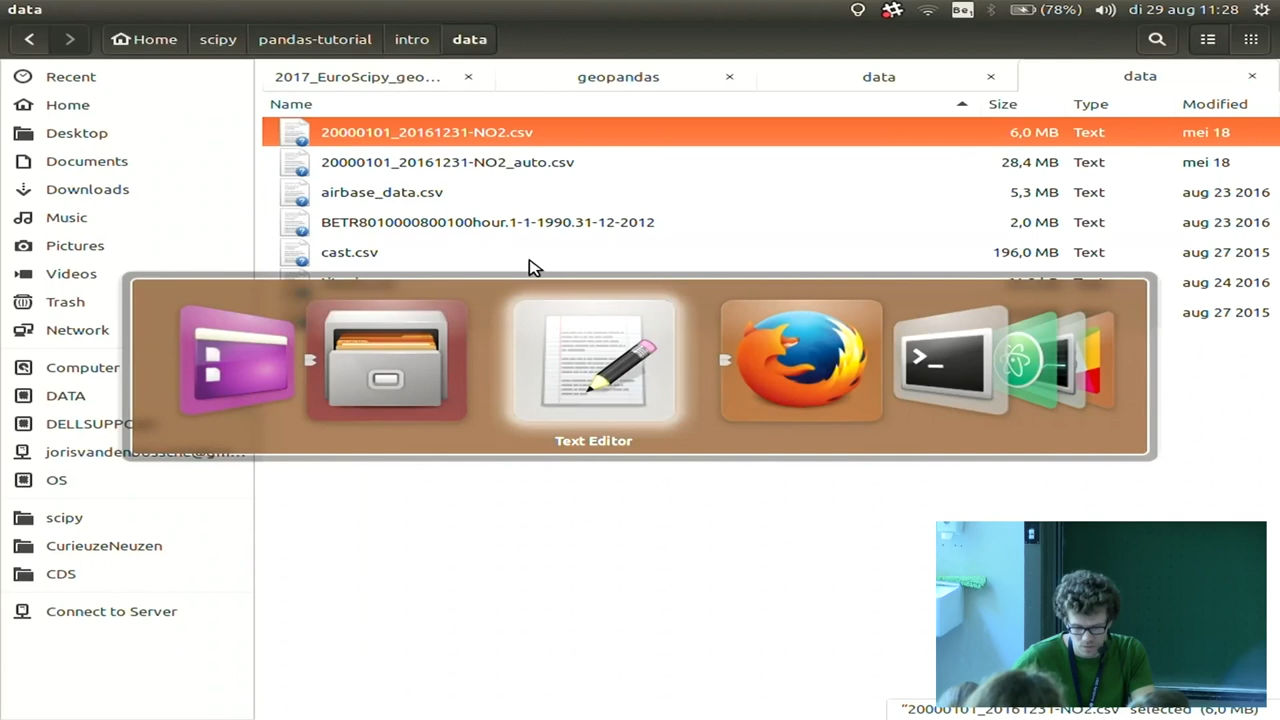 data
Be1
(78%)
di 29 aug 11:28
Home
scipy
pandas-tutorial
intro
data
2017_EuroScipy_geo... ×
geopandas ×
data ×
data ×
Name
Size
Type
Modified
Recent
Home
Desktop
Documents
Downloads
Music
Pictures
Videos
Trash
Network
Computer
DATA
OS
scipy
CurieuzeNeuzen
CDS
Connect to Server
20000101_20161231-NO2.csv 6,0 MB Text mei 18
20000101_20161231-NO2_auto.csv 28,4 MB Text mei 18
airbase_data.csv 5,3 MB Text aug 23 2016
BETR8010000800100hour.1-1-1990.31-12-2012 2,0 MB Text aug 23 2016
cast.csv 196,0 MB Text aug 27 2015
aug 24 2016
aug 27 2015
Text Editor
"20000101_20161231-NO2.csv" selected (6,0 MB)